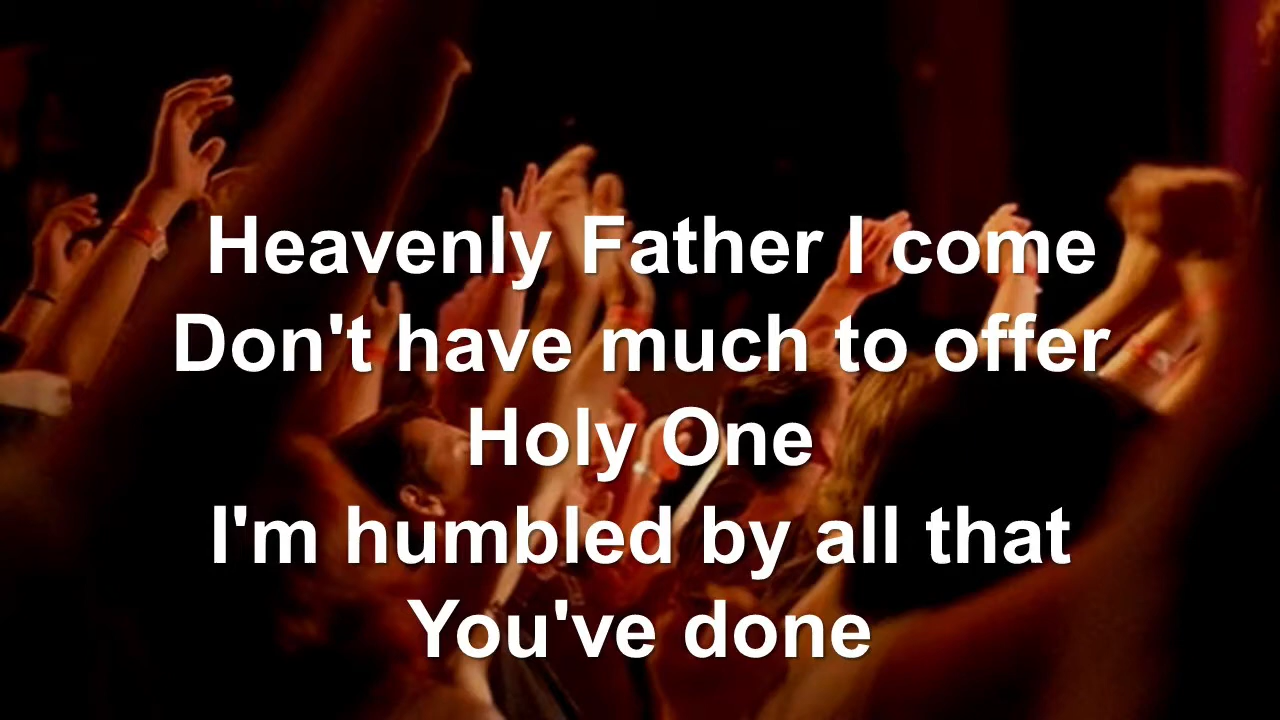 Heavenly Father I come
Don't have much to offer
Holy One
I'm humbled by all that
You've done